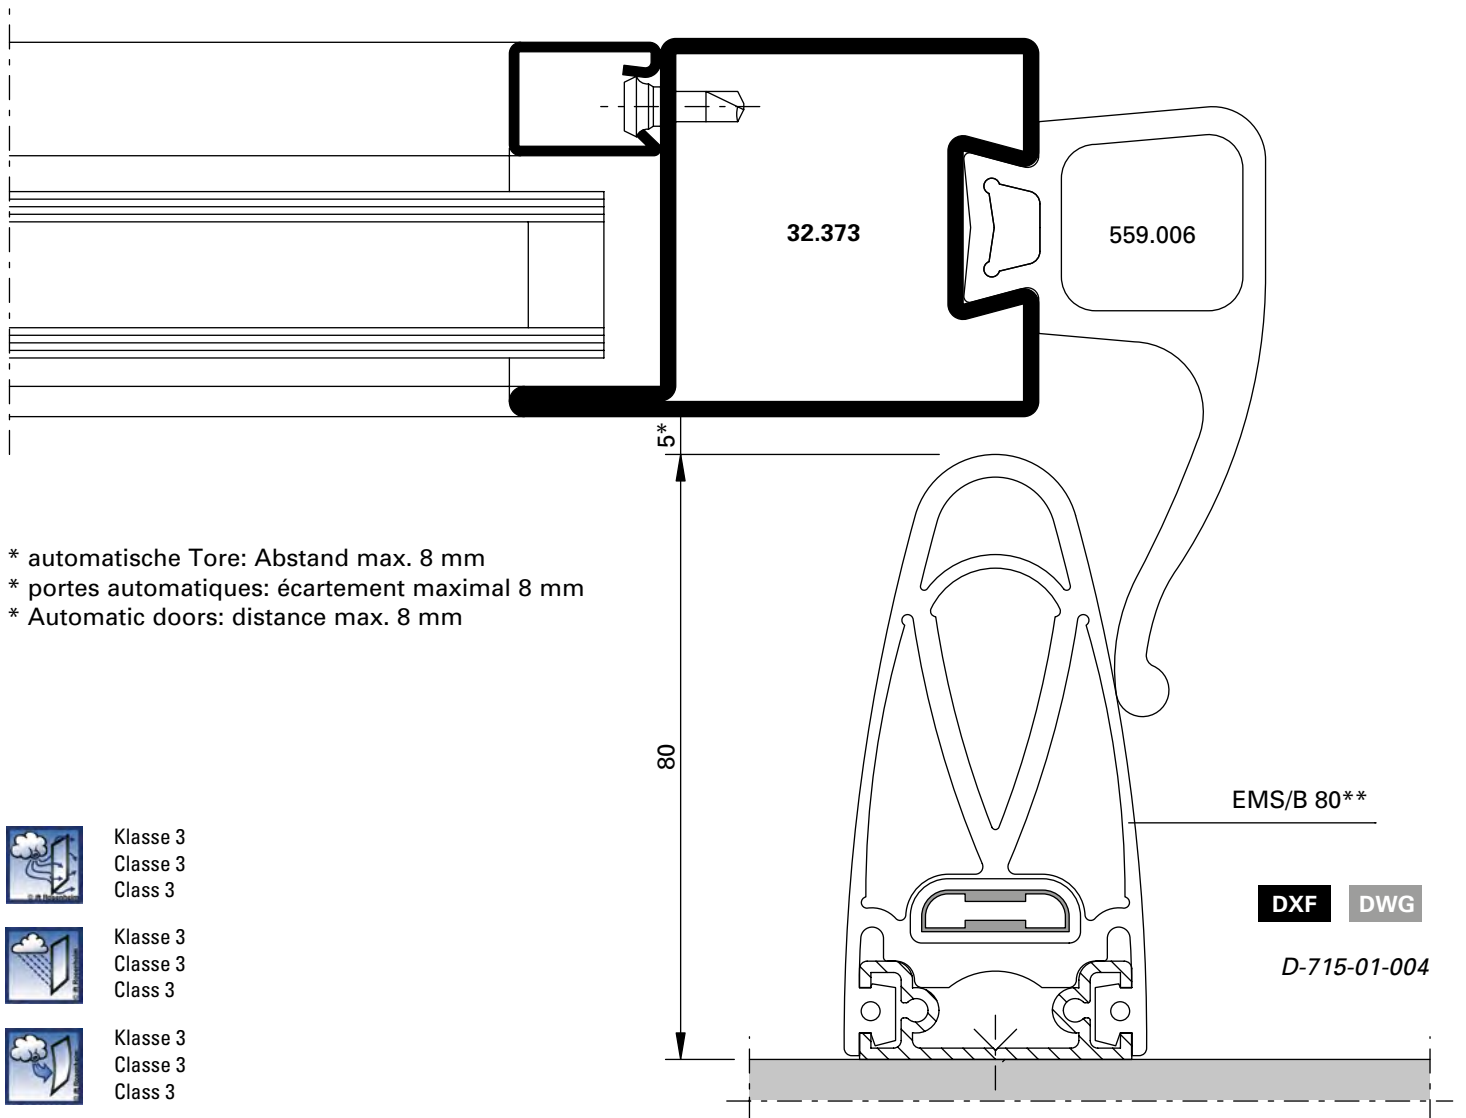 32.373
559.006
5*
* automatische Tore: Abstand max. 8 mm
* portes automatiques: écartement maximal 8 mm
* Automatic doors: distance max. 8 mm
80
EMS/B 80**
Klasse 3
Classe 3
Class 3
DXF DWG
D-715-01-004
Klasse 3
Classe 3
Class 3
Klasse 3
Classe 3
Class 3